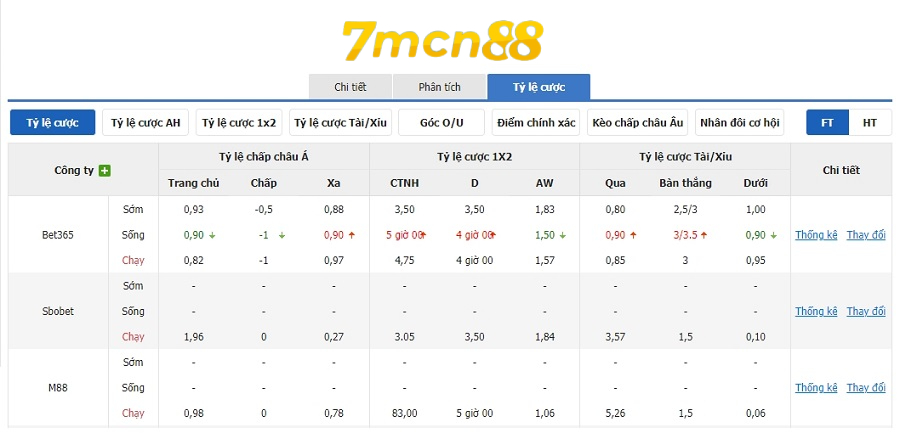 7mcn88
Chi tiết Phân tích Tỷ lệ cược
Tỷ lệ cược Tỷ lệ cược AH Tỷ lệ cược 1x2 Tỷ lệ cược Tài/Xỉu Góc O/U Điểm chính xác Kèo chấp châu Âu Nhân đôi cơ hội FT HT
Công ty Tỷ lệ chấp châu Á Tỷ lệ cược 1X2 Tỷ lệ cược Tài/Xỉu Chi tiết
Trang chủ Chấp Xa CTNH D AW Qua Bàn thắng Dưới
Sớm 0,93 -0,5 0,88 3,50 3,50 1,83 0,80 2,5/3 1,00
Bet365 Sống 0,90 ↓ -1 ↓ 0,90 ↑ 5 giờ 00↑ 4 giờ 00↑ 1,50 ↓ 0,90 ↑ 3/3.5 ↑ 0,90 ↓ Thống kê Thay đổi
Chạy 0,82 -1 0,97 4,75 4 giờ 00 1,57 0,85 3 0,95
Sớm - - - - - - - - -
Sbobet Sống - - - - - - - - - Thống kê Thay đổi
Chạy 1,96 0 0,27 3.05 3,50 1,84 3,57 1,5 0,10
Sớm - - - - - - - - -
M88 Sống - - - - - - - - - Thống kê Thay đổi
Chạy 0,98 0 0,78 83,00 5 giờ 00 1,06 5,26 1,5 0,06